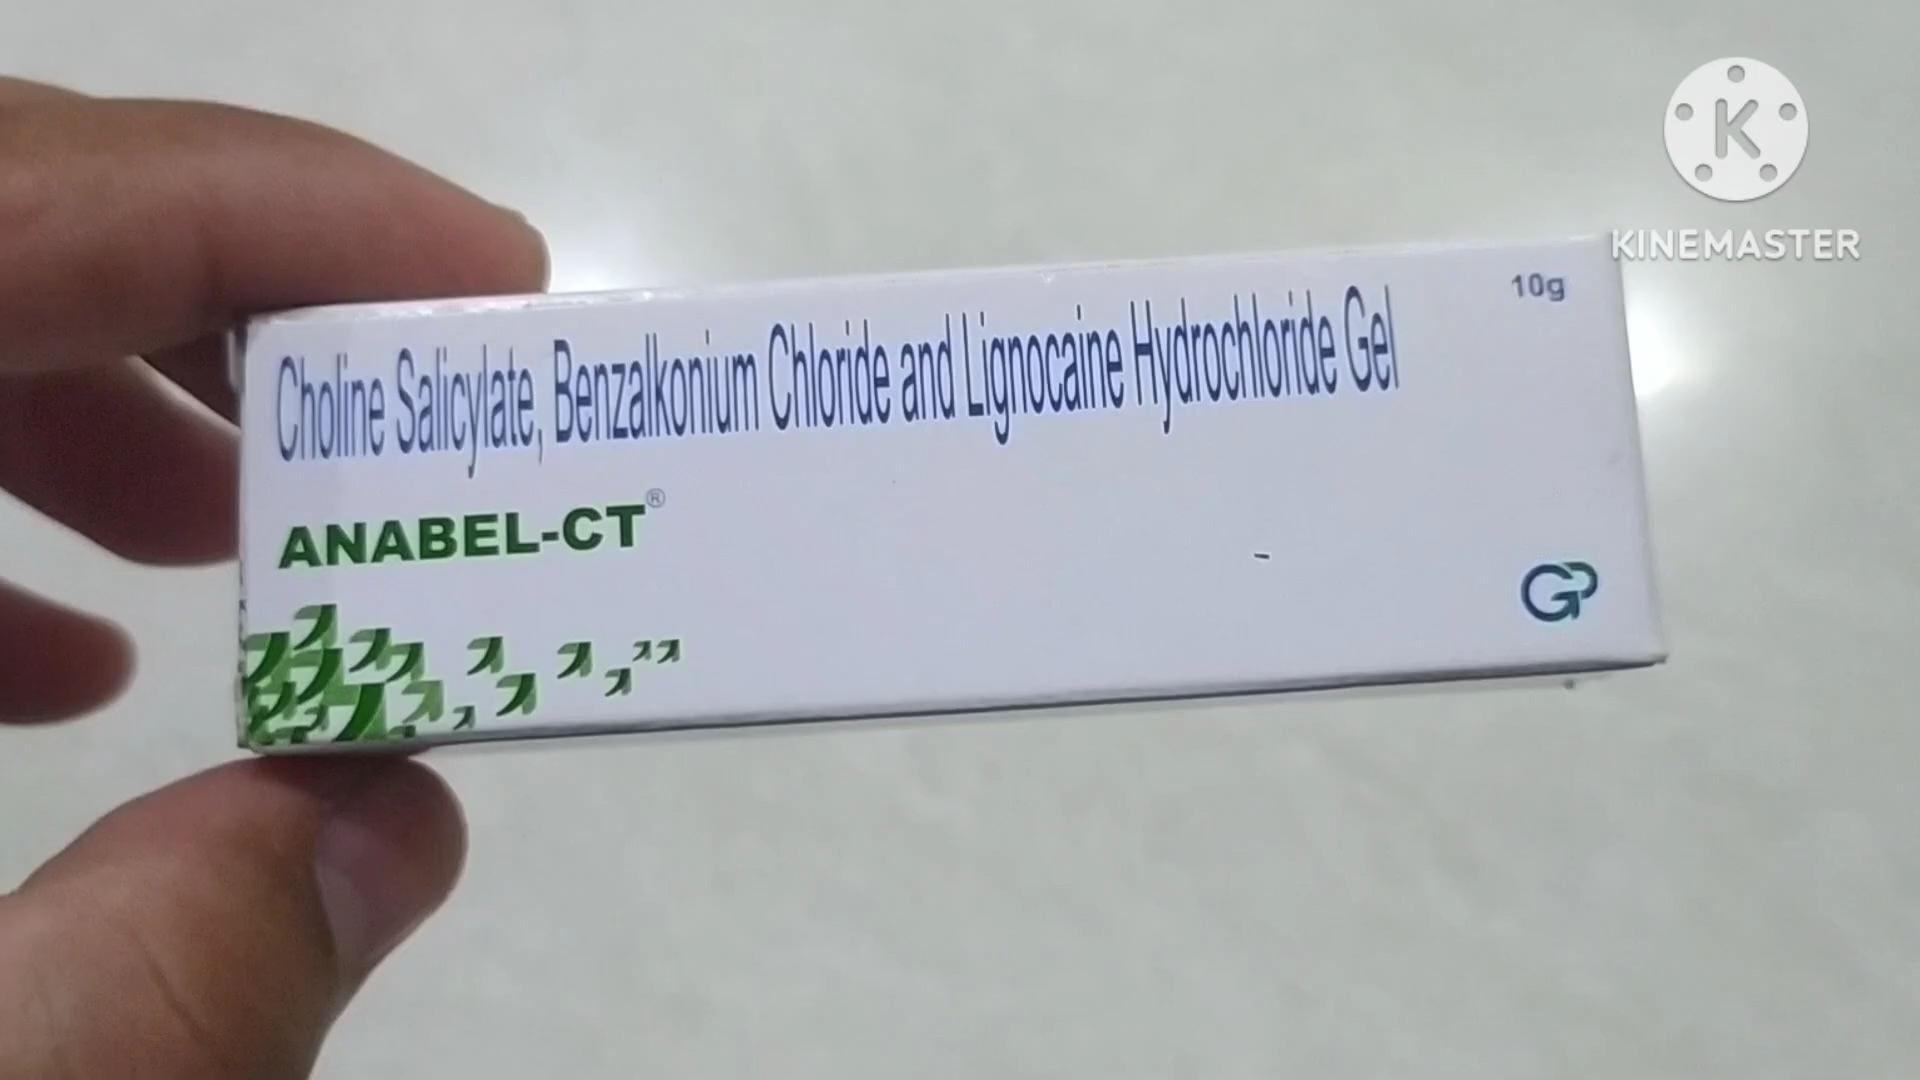 K
KINEMASTER
10g
Choline Salicylate, Benzalkonium Chloride and Lignocaine Hydrochloride Gel
ANABEL-CT®
GP